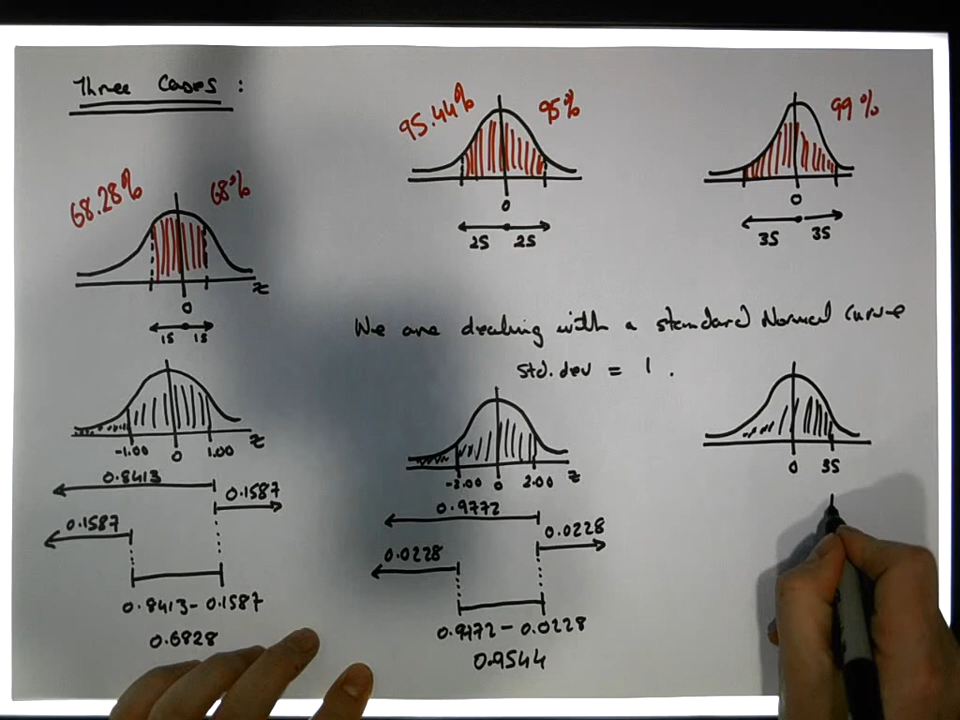 Three Cases :
68.28% 68%
0
z
1S 1S
-1.00 0 1.00 z
0.8413
0.1587
0.1587
0.8413 - 0.1587
0.6828
95.44% 95%
0
2S 2S
99%
0
3S 3S
We are dealing with a standard Normal curve
std.dev = 1 .
-2.00 0 2.00 z
0.9772
0.0228
0.0228
0.9772 - 0.0228
0.9544
0 3S